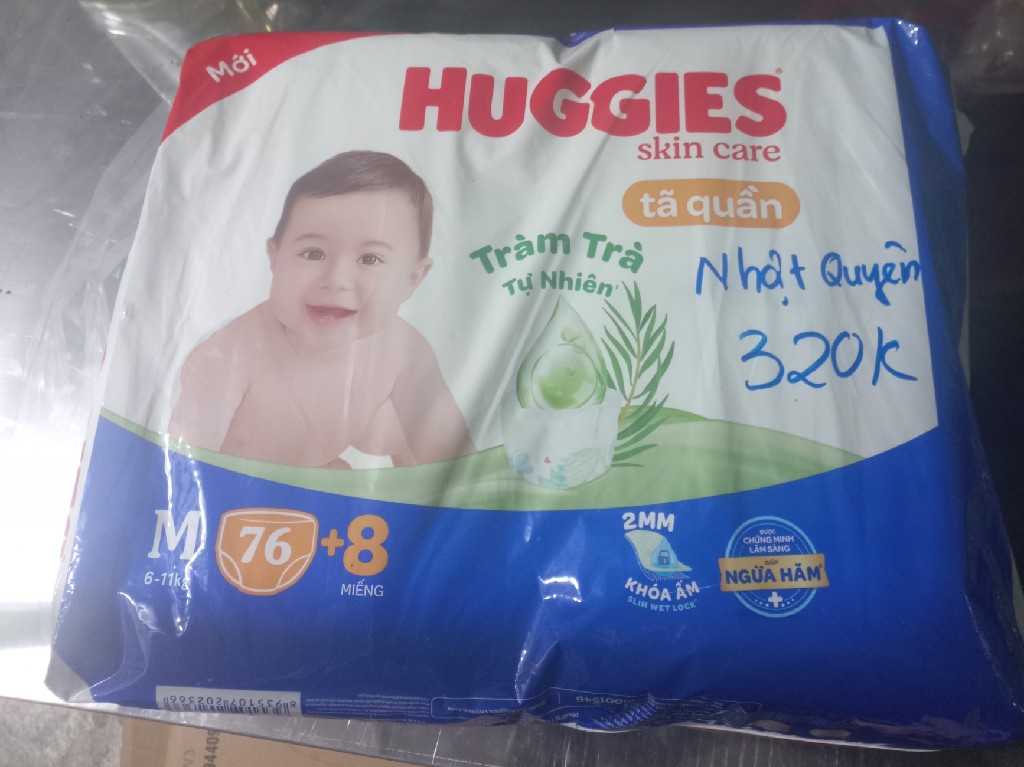 Mới
HUGGIES
skin care
tã quần
Tràm Trà
Tự Nhiên
Nhật Quyên
320K
M
6-11kg
76 +8
MIẾNG
2MM
KHÓA ẨM
SLIM WET LOCK
ĐƯỢC
CHỨNG MINH
LÂM SÀNG
GIÚP
NGỪA HĂM